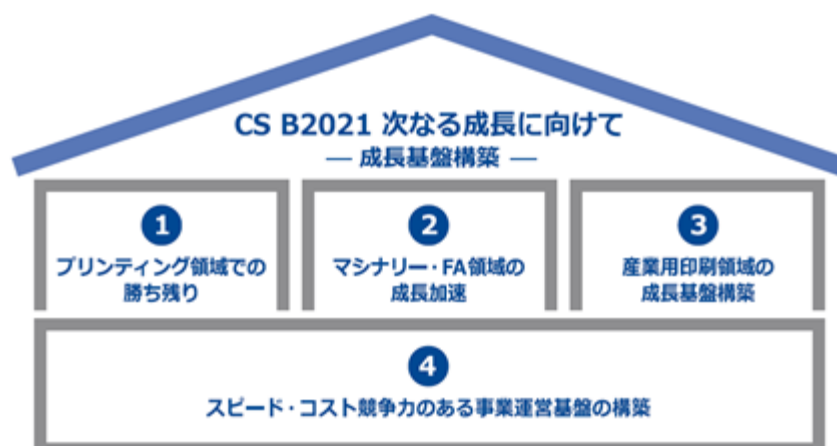 CS B2021 次なる成長に向けて
― 成長基盤構築 ―
1
プリンティング領域での
勝ち残り
2
マシナリー・FA領域の
成長加速
3
産業用印刷領域の
成長基盤構築
4
スピード・コスト競争力のある事業運営基盤の構築